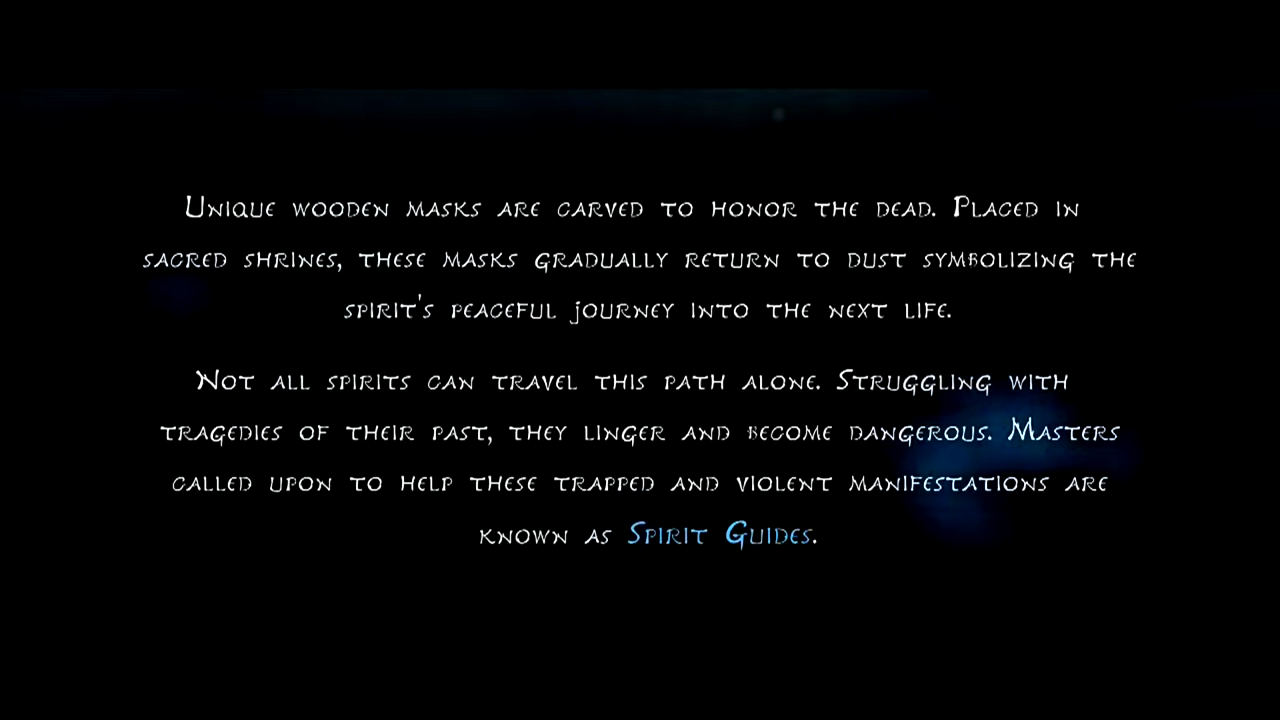 Unique wooden masks are carved to honor the dead. Placed in
sacred shrines, these masks gradually return to dust symbolizing the
spirit's peaceful journey into the next life.
Not all spirits can travel this path alone. Struggling with
tragedies of their past, they linger and become dangerous. Masters
called upon to help these trapped and violent manifestations are
known as Spirit Guides.